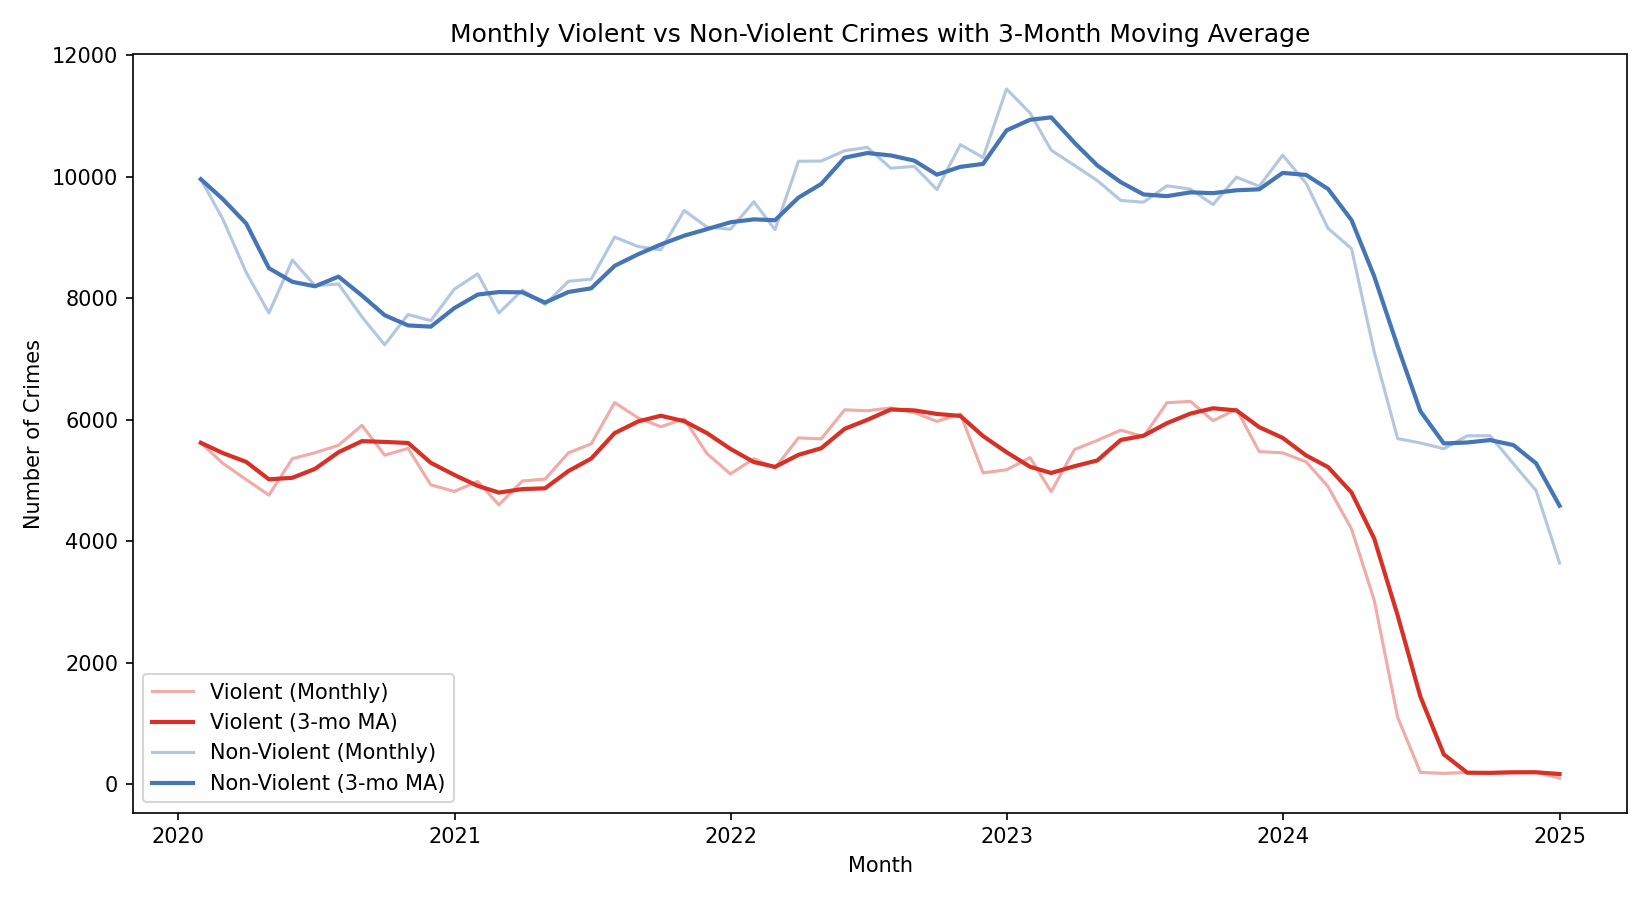 Monthly Violent vs Non-Violent Crimes with 3-Month Moving Average
Number of Crimes
12000
10000
8000
6000
4000
2000
0
Violent (Monthly)
Violent (3-mo MA)
Non-Violent (Monthly)
Non-Violent (3-mo MA)
2020 2021 2022 2023 2024 2025
Month